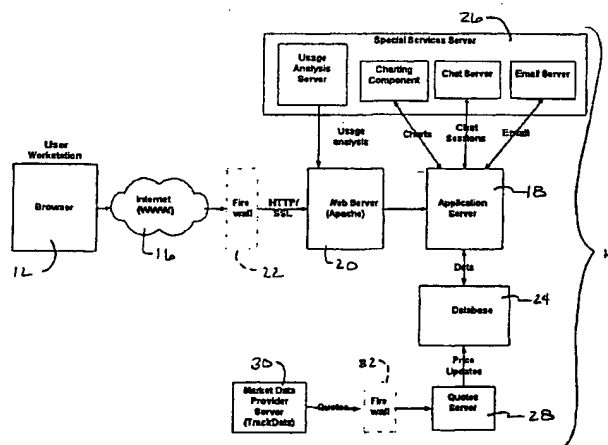 26
Special Services Server
Usage
Analysis
Server
Charting
Component
Chat Server
Email Server
Usage
analysis
Charts
Chat
Sessions
Email
User
Workstation
Browser
Internet
(WWW)
Fire
wall
HTTP/
SSL
Web Server
(Apache)
Application
Server
18
12
16
22
20
Data
Database
24
Price
Updates
30
32
Market Data
Provider
Server
(TrackData)
Quotes
Fire
wall
Quotes
Server
28